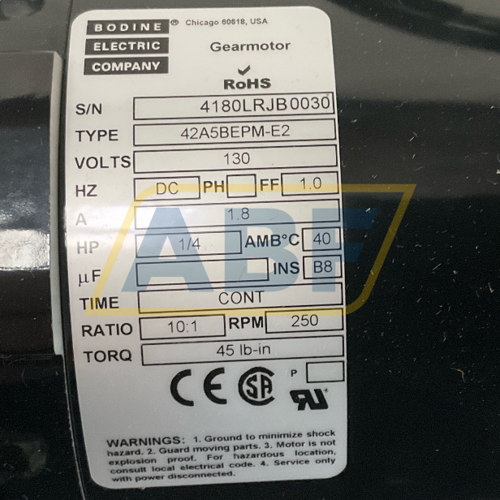 BODINE ® Chicago 60618, USA
ELECTRIC Gearmotor
COMPANY
RoHS
S/N 4180LRJB0030
TYPE 42A5BEPM-E2
VOLTS 130
HZ DC PH FF 1.0
A 1.8
HP 1/4 AMB°C 40
µF INS B8
TIME CONT
RATIO 10:1 RPM 250
TORQ 45 lb-in
P
CE SA RU
WARNINGS: 1. Ground to minimize shock
hazard. 2. Guard moving parts. 3. Motor is not
explosion proof. For hazardous location,
consult local electrical code. 4. Service only
with power disconnected.
ABF